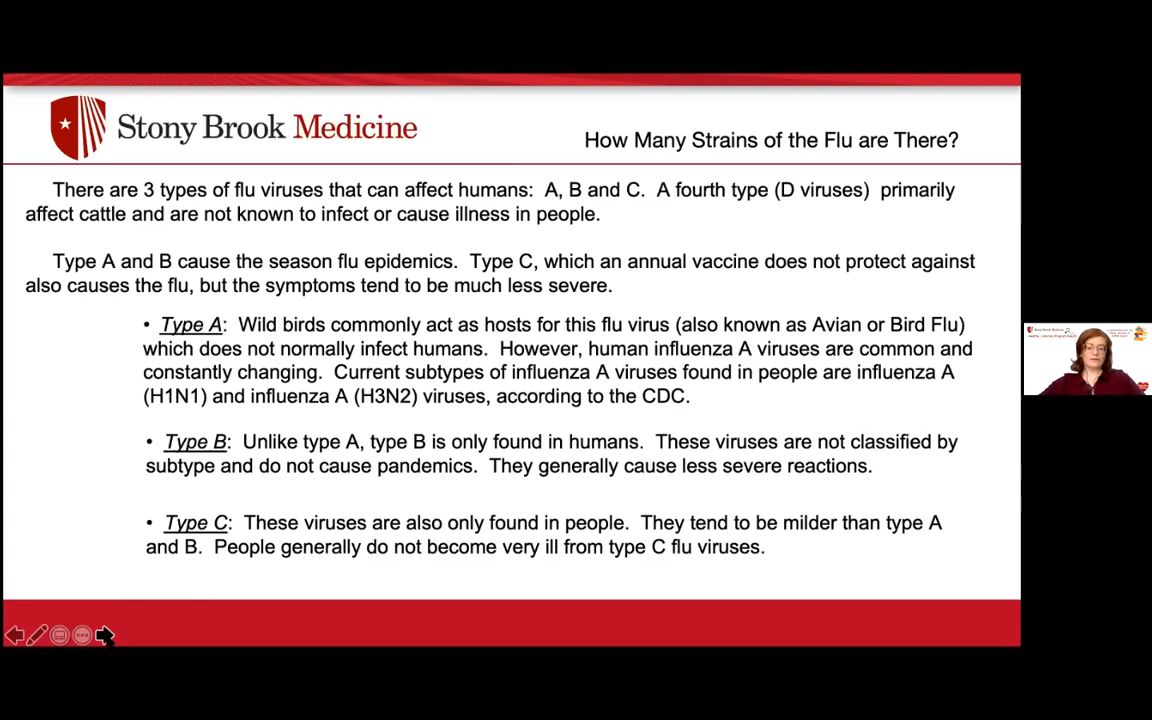 Stony Brook Medicine
How Many Strains of the Flu are There?
There are 3 types of flu viruses that can affect humans: A, B and C. A fourth type (D viruses) primarily
affect cattle and are not known to infect or cause illness in people.
Type A and B cause the season flu epidemics. Type C, which an annual vaccine does not protect against
also causes the flu, but the symptoms tend to be much less severe.
• Type A: Wild birds commonly act as hosts for this flu virus (also known as Avian or Bird Flu)
which does not normally infect humans. However, human influenza A viruses are common and
constantly changing. Current subtypes of influenza A viruses found in people are influenza A
(H1N1) and influenza A (H3N2) viruses, according to the CDC.
• Type B: Unlike type A, type B is only found in humans. These viruses are not classified by
subtype and do not cause pandemics. They generally cause less severe reactions.
• Type C: These viruses are also only found in people. They tend to be milder than type A
and B. People generally do not become very ill from type C flu viruses.
Stony Brook Medicine